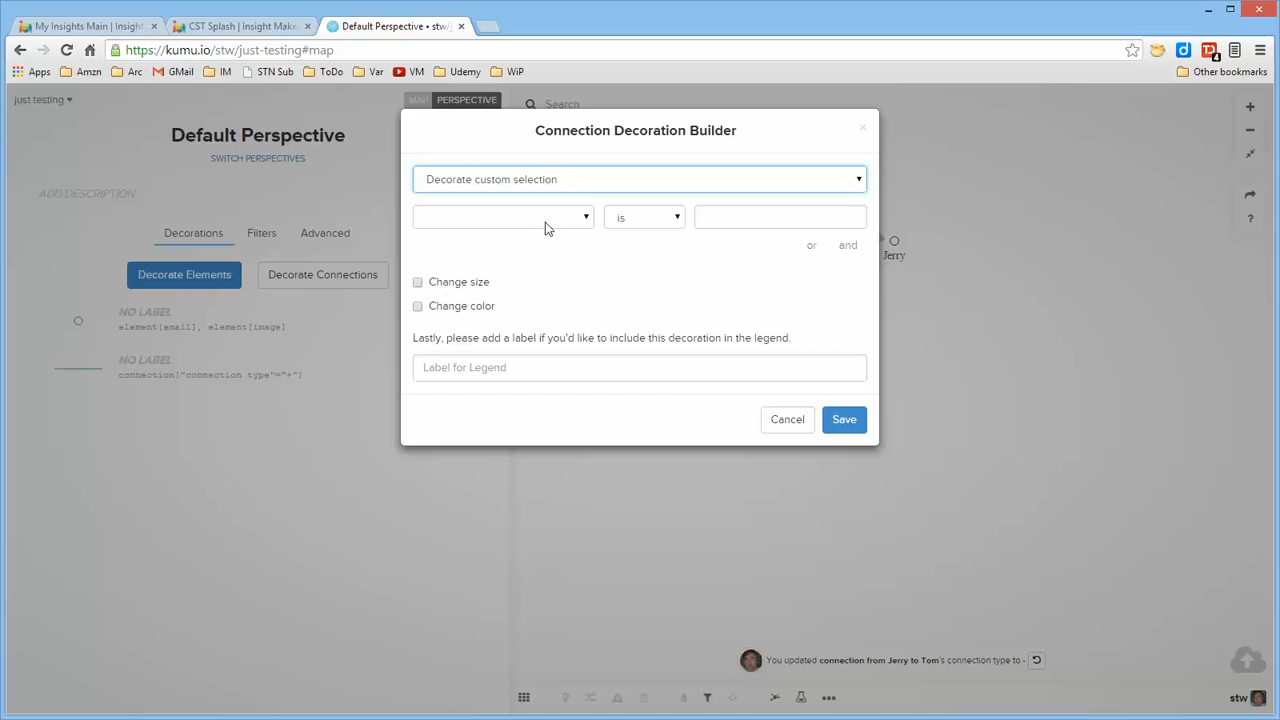 My Insights Main | Insight
CST Splash | Insight Make
Default Perspective • stw/j
https://kumu.io/stw/just-testing#map
4
Apps
Amzn
Arc
GMail
IM
STN Sub
ToDo
Var
VM
Udemy
WiP
Other bookmarks
just testing
MAP PERSPECTIVE
Search
Default Perspective
SWITCH PERSPECTIVES
ADD DESCRIPTION
Decorations Filters Advanced
Decorate Elements Decorate Connections
NO LABEL
element[email], element[image]
NO LABEL
connection["connection type"="+"]
Connection Decoration Builder
×
Decorate custom selection
is
or and
Change size
Change color
Lastly, please add a label if you'd like to include this decoration in the legend.
Label for Legend
Cancel Save
Jerry
?
You updated connection from Jerry to Tom's connection type to -
stw